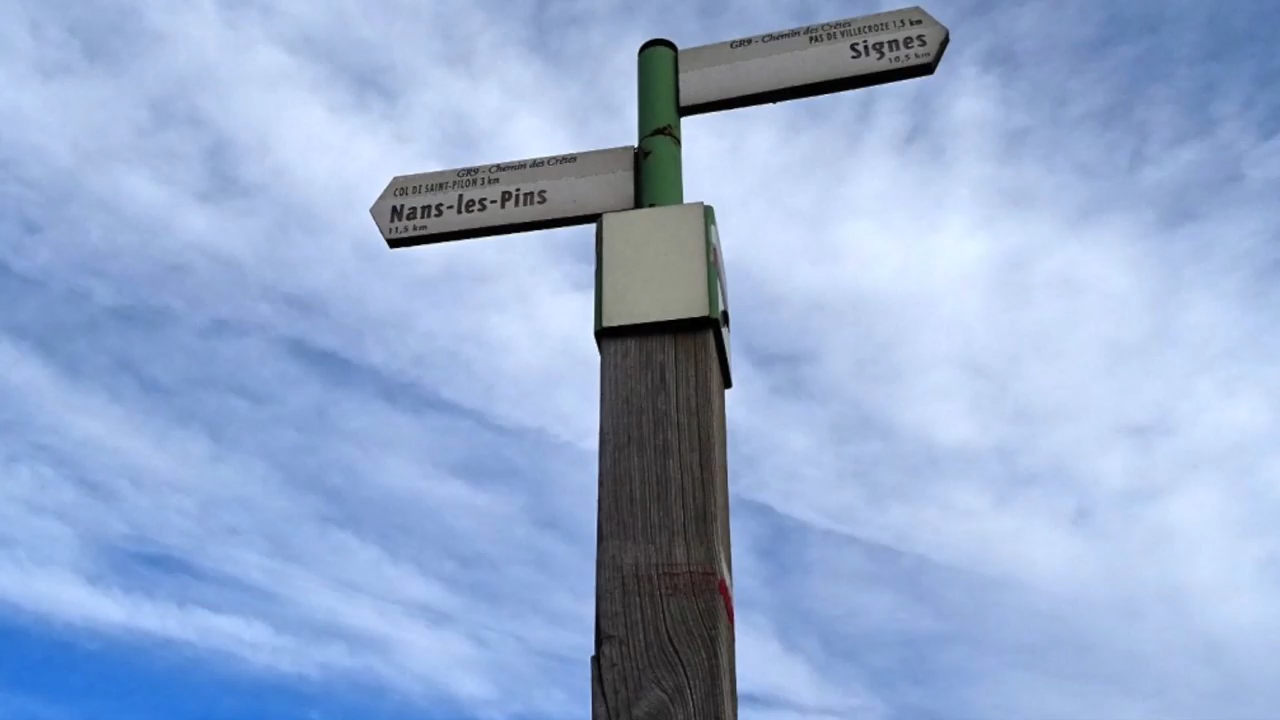 GR9 - Chemin des Crêtes
PAS DE VILLECROZE 1,5 km
Signes
10,5 km
GR9 - Chemin des Crêtes
COL DE SAINT-PILON 3 km
Nans-les-Pins
11,5 km